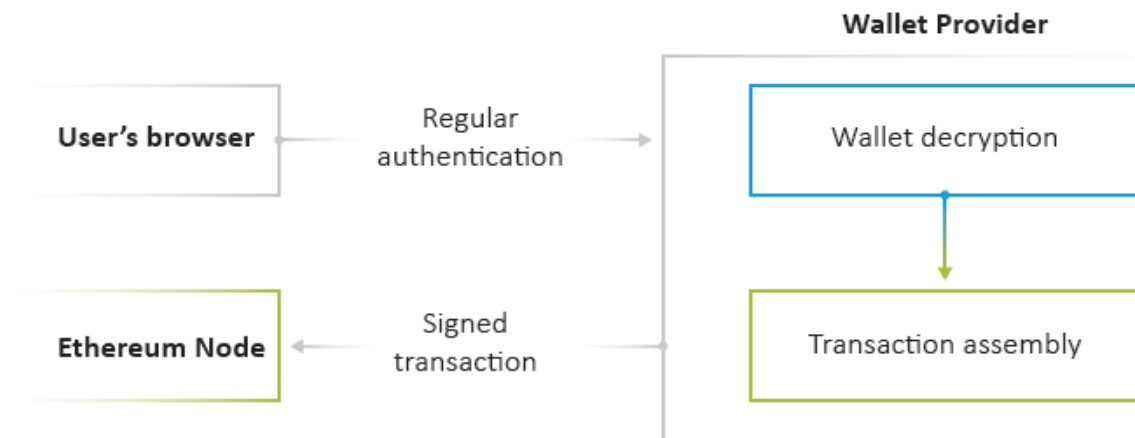 Wallet Provider
User’s browser
Regular
authentication
Wallet decryption
Ethereum Node
Signed
transaction
Transaction assembly